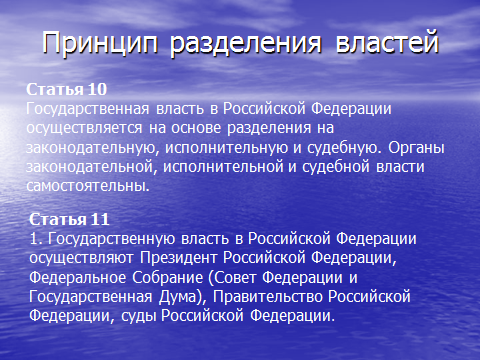 Принцип разделения властей
Статья 10
Государственная власть в Российской Федерации
осуществляется на основе разделения на
законодательную, исполнительную и судебную. Органы
законодательной, исполнительной и судебной власти
самостоятельны.
Статья 11
1. Государственную власть в Российской Федерации
осуществляют Президент Российской Федерации,
Федеральное Собрание (Совет Федерации и
Государственная Дума), Правительство Российской
Федерации, суды Российской Федерации.